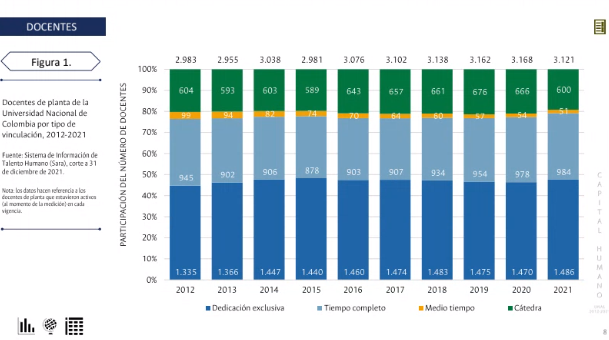 DOCENTES
Figura 1.
Docentes de planta de la
Universidad Nacional de
Colombia por tipo de
vinculación, 2012-2021
Fuente: Sistema de Información de
Talento Humano (Sara), corte a 31
de diciembre de 2021.
Nota: los datos hacen referencia a los
docentes de planta que estuvieron activos
(al momento de la medición) en cada
vigencia.
PARTICIPACIÓN DEL NÚMERO DE DOCENTES
2.983 2.955 3.038 2.981 3.076 3.102 3.138 3.162 3.168 3.121
100%
90%
80%
70%
60%
50%
40%
30%
20%
10%
0%
604 593 603 589 643 657 661 676 666 600
99 94 82 74 70 64 60 57 54 51
945 902 906 878 903 907 934 954 978 984
1.335 1.366 1.447 1.440 1.460 1.474 1.483 1.475 1.470 1.486
2012 2013 2014 2015 2016 2017 2018 2019 2020 2021
Dedicación exclusiva Tiempo completo Medio tiempo Cátedra
CAPITAL HUMANO